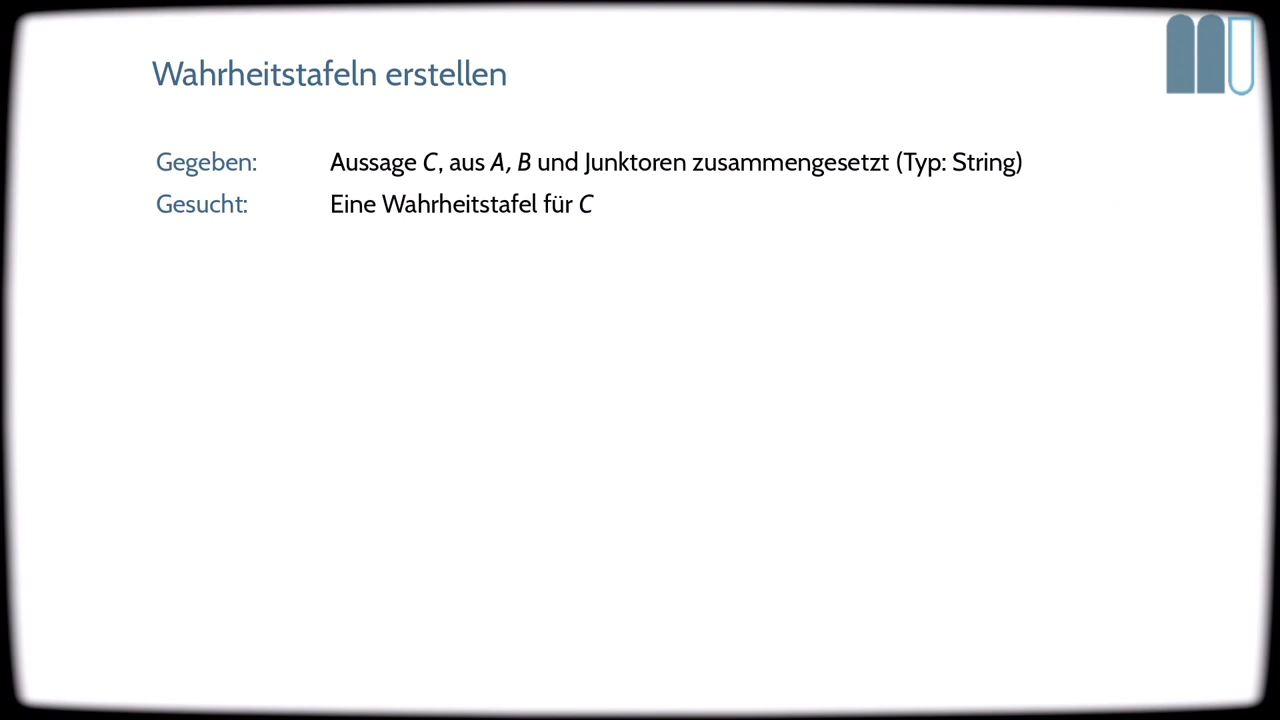 Wahrheitstafeln erstellen
Gegeben: Aussage C, aus A, B und Junktoren zusammengesetzt (Typ: String)
Gesucht: Eine Wahrheitstafel für C